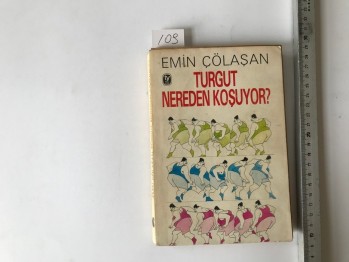 109
EMİN ÇÖLAŞAN
TURGUT
NEREDEN KOŞUYOR?